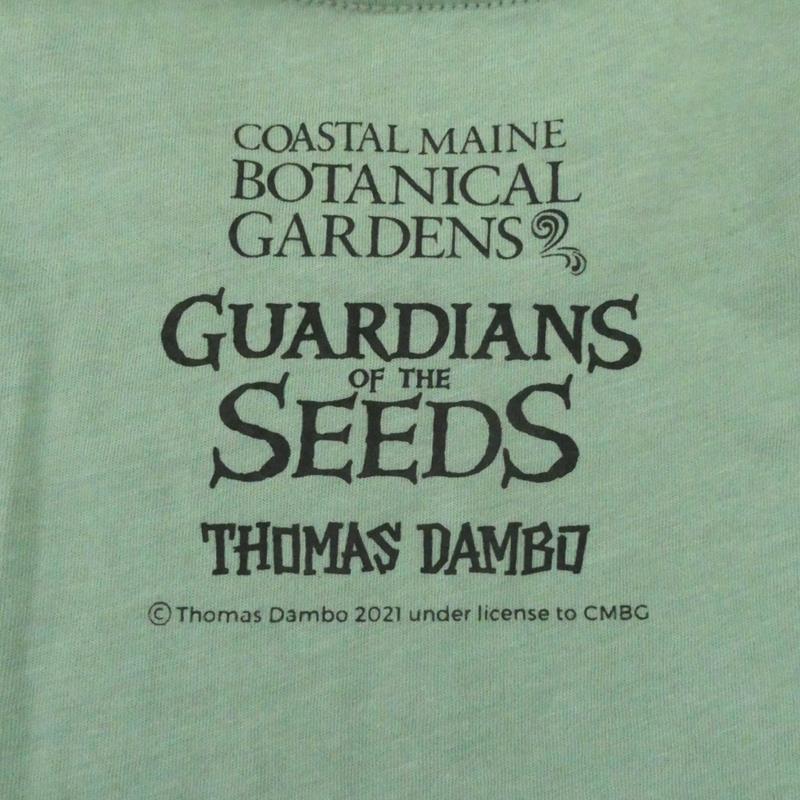 COASTAL MAINE
BOTANICAL
GARDENS
GUARDIANS
OF THE
SEEDS
THOMAS DAMBO
©Thomas Dambo 2021 under license to CMBG